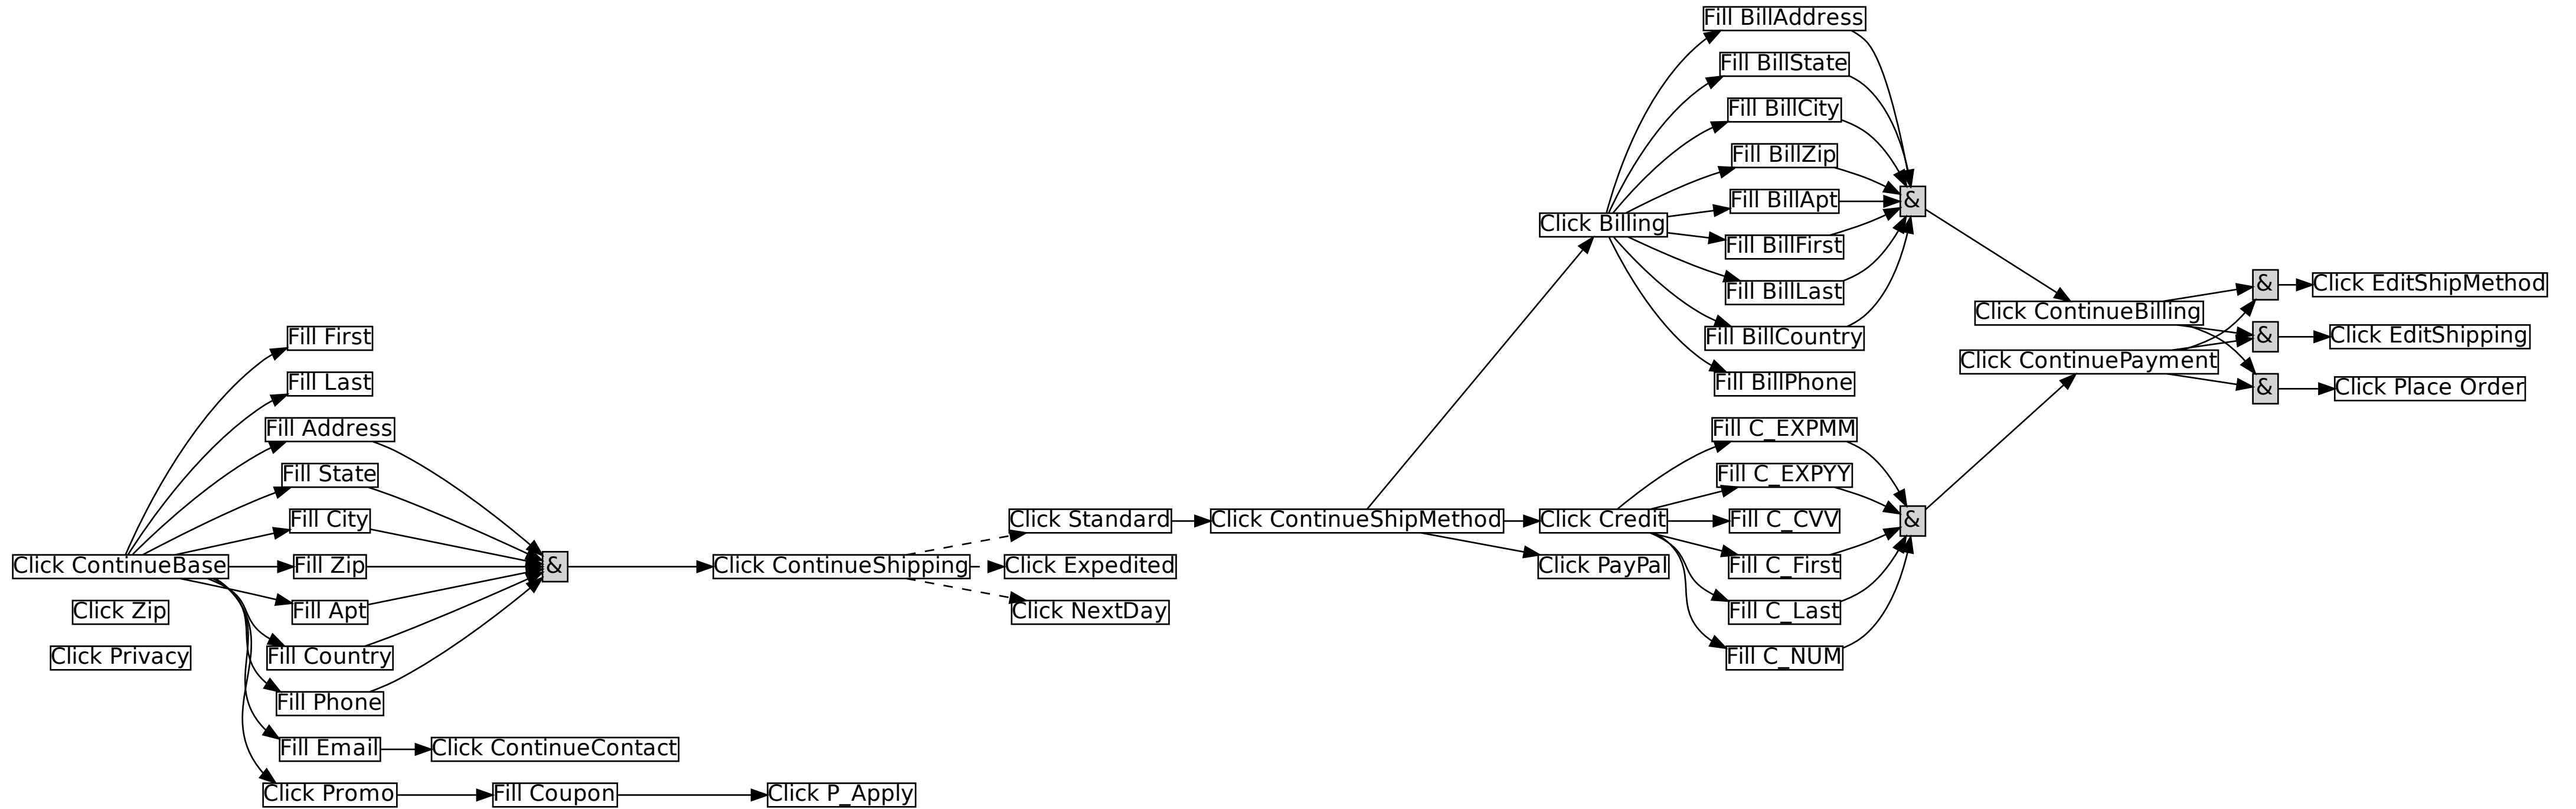 Click ContinueBase
Click Zip
Click Privacy
Fill First
Fill Last
Fill Address
Fill State
Fill City
Fill Zip
Fill Apt
Fill Country
Fill Phone
Fill Email
Click Promo
&
Click ContinueContact
Fill Coupon
Click ContinueShipping
Click P_Apply
Click Standard
Click Expedited
Click NextDay
Click ContinueShipMethod
Click Billing
Click Credit
Click PayPal
Fill BillAddress
Fill BillState
Fill BillCity
Fill BillZip
Fill BillApt
Fill BillFirst
Fill BillLast
Fill BillCountry
Fill BillPhone
Fill C_EXPMM
Fill C_EXPYY
Fill C_CVV
Fill C_First
Fill C_Last
Fill C_NUM
&
&
Click ContinueBilling
Click ContinuePayment
&
&
&
Click EditShipMethod
Click EditShipping
Click Place Order